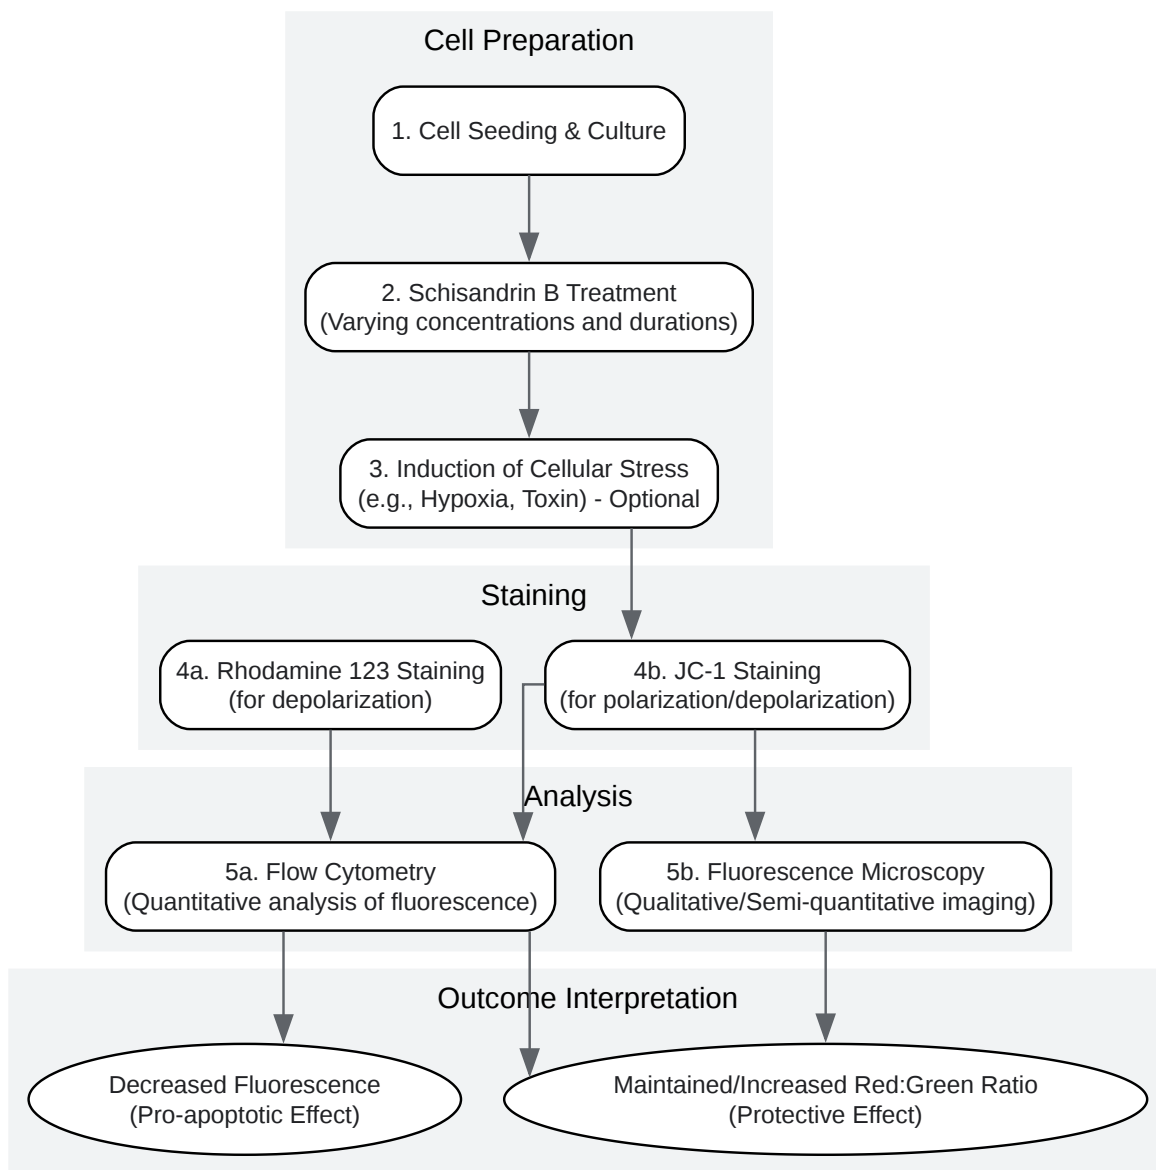 Cell Preparation
1. Cell Seeding & Culture
2. Schisandrin B Treatment
(Varying concentrations and durations)
3. Induction of Cellular Stress
(e.g., Hypoxia, Toxin) - Optional
Staining
4a. Rhodamine 123 Staining
(for depolarization)
4b. JC-1 Staining
(for polarization/depolarization)
Analysis
5a. Flow Cytometry
(Quantitative analysis of fluorescence)
5b. Fluorescence Microscopy
(Qualitative/Semi-quantitative imaging)
Outcome Interpretation
Decreased Fluorescence
(Pro-apoptotic Effect)
Maintained/Increased Red:Green Ratio
(Protective Effect)